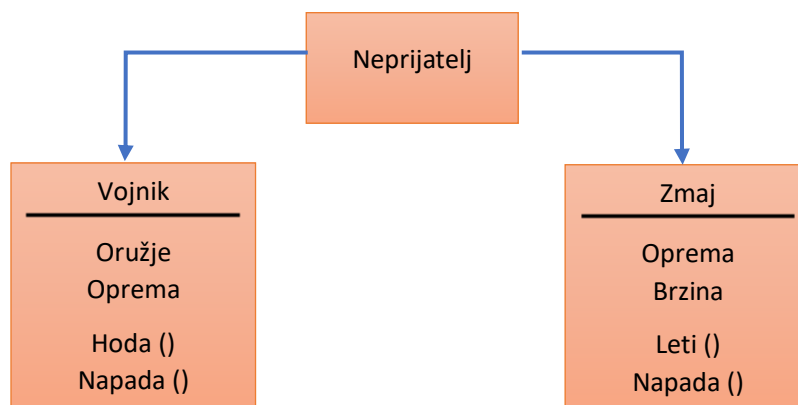 Neprijatelj
Vojnik
Oružje
Oprema
Hoda ()
Napada ()
Zmaj
Oprema
Brzina
Leti ()
Napada ()